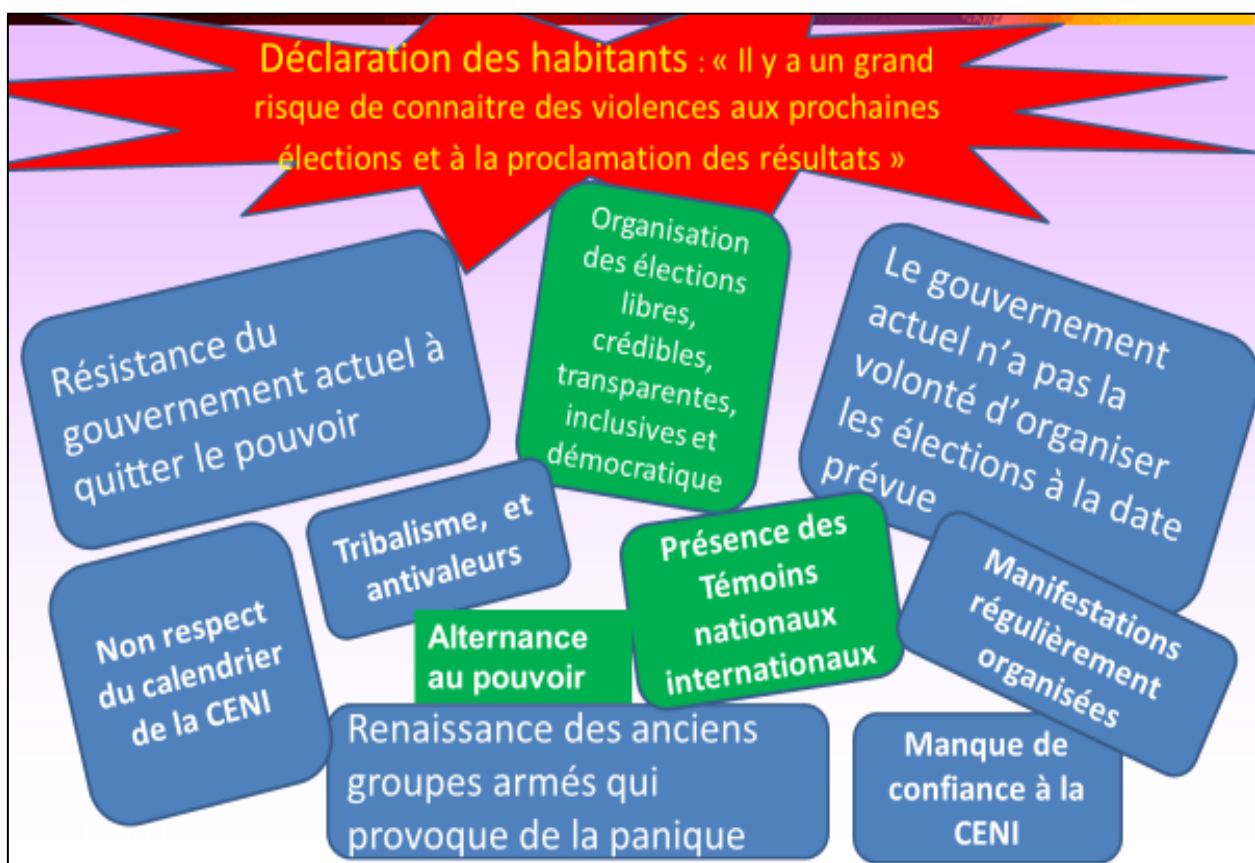 Déclaration des habitants : « Il y a un grand
risque de connaitre des violences aux prochaines
élections et à la proclamation des résultats »
Organisation
des élections
libres,
crédibles,
transparentes,
inclusives et
démocratique
Résistance du
gouvernement actuel à
quitter le pouvoir
Le gouvernement
actuel n’a pas la
volonté d’organiser
les élections à la date
prévue
Tribalisme, et
antivaleurs
Présence des
Témoins
nationaux
internationaux
Manifestations
régulièrement
organisées
Non respect
du calendrier
de la CENI
Alternance
au pouvoir
Renaissance des anciens
groupes armés qui
provoque de la panique
Manque de
confiance à la
CENI